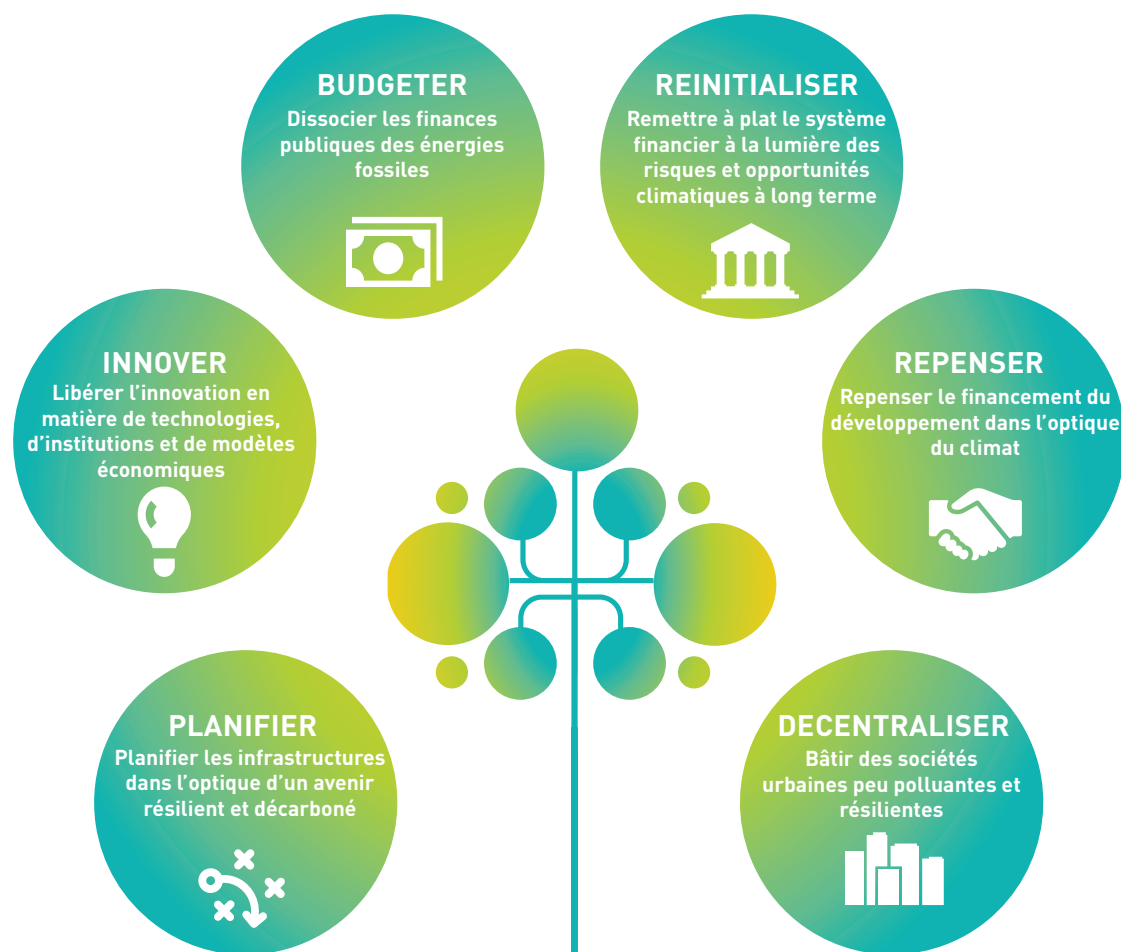 BUDGETER
Dissocier les finances
publiques des énergies
fossiles
REINITIALISER
Remettre à plat le système
financier à la lumière des
risques et opportunités
climatiques à long terme
INNOVER
Libérer l'innovation en
matière de technologies,
d'institutions et de modèles
économiques
REPENSER
Repenser le financement du
développement dans l'optique
du climat
PLANIFIER
Planifier les infrastructures
dans l'optique d'un avenir
résilient et décarboné
DECENTRALISER
Bâtir des sociétés
urbaines peu polluantes et
résilientes